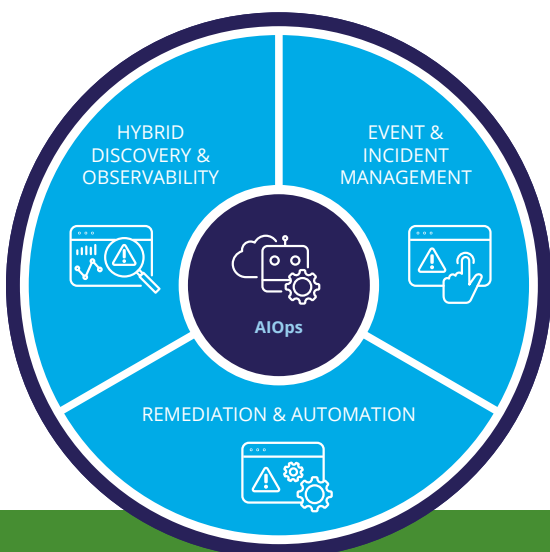 HYBRID
DISCOVERY &
OBSERVABILITY
EVENT &
INCIDENT
MANAGEMENT
AIOps
REMEDIATION & AUTOMATION